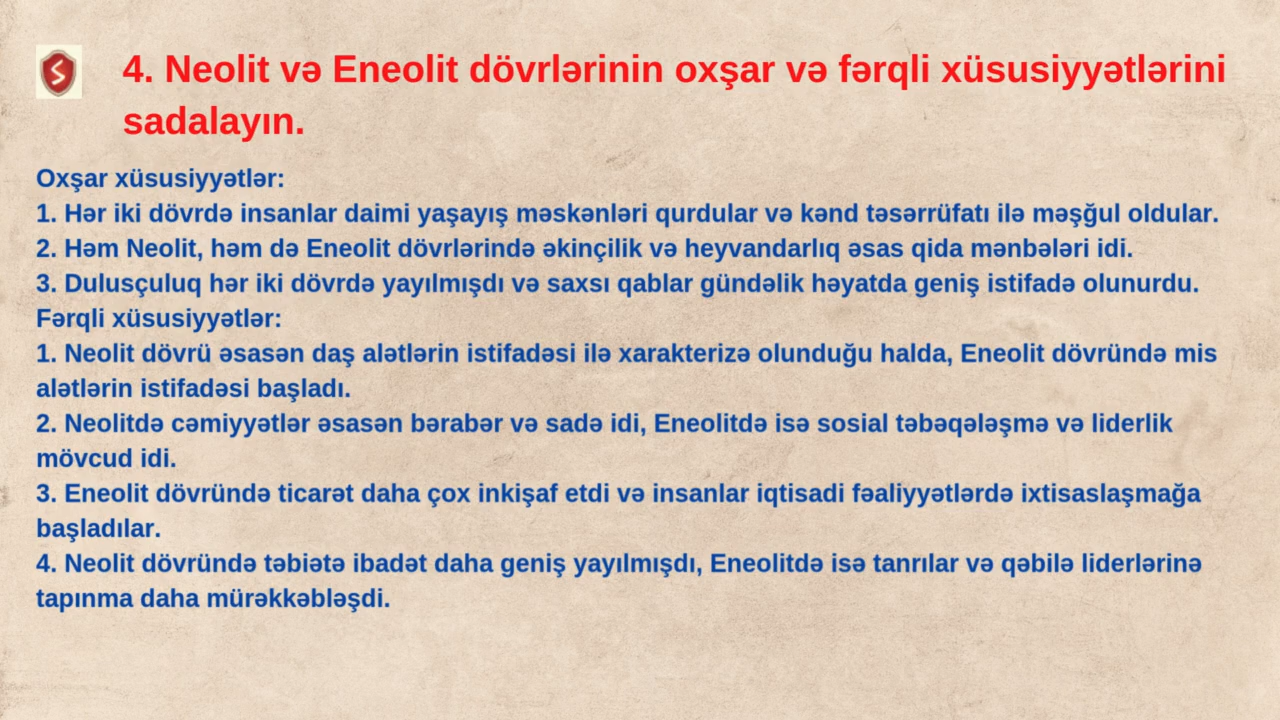 4. Neolit və Eneolit dövrlərinin oxşar və fərqli xüsusiyyətlərini
sadalayın.
Oxşar xüsusiyyətlər:
1. Hər iki dövrdə insanlar daimi yaşayış məskənləri qurdular və kənd təsərrüfatı ilə məşğul oldular.
2. Həm Neolit, həm də Eneolit dövrlərində əkinçilik və heyvandarlıq əsas qida mənbələri idi.
3. Dulusçuluq hər iki dövrdə yayılmışdı və saxsı qablar gündəlik həyatda geniş istifadə olunurdu.
Fərqli xüsusiyyətlər:
1. Neolit dövrü əsasən daş alətlərin istifadəsi ilə xarakterizə olunduğu halda, Eneolit dövründə mis
alətlərin istifadəsi başladı.
2. Neolitdə cəmiyyətlər əsasən bərabər və sadə idi, Eneolitdə isə sosial təbəqələşmə və liderlik
mövcud idi.
3. Eneolit dövründə ticarət daha çox inkişaf etdi və insanlar iqtisadi fəaliyyətlərdə ixtisaslaşmağa
başladılar.
4. Neolit dövründə təbiətə ibadət daha geniş yayılmışdı, Eneolitdə isə tanrılar və qəbilə liderlərinə
tapınma daha mürəkkəbləşdi.